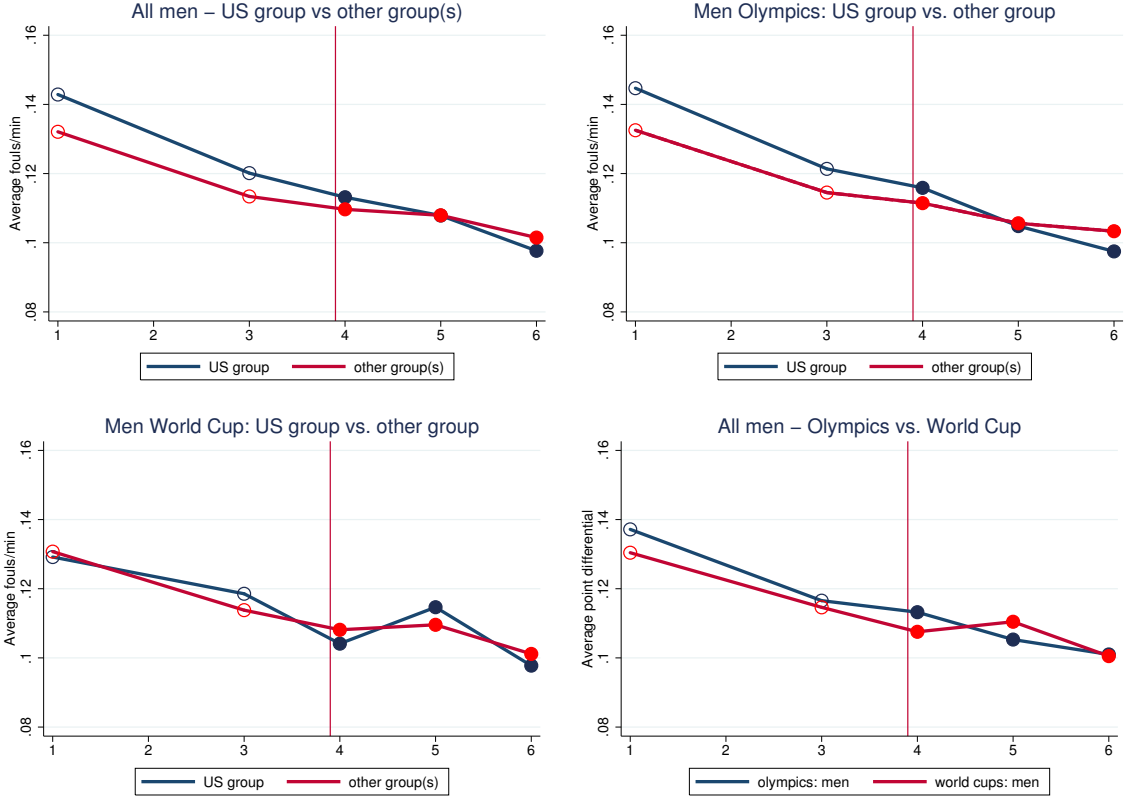 All men – US group vs other group(s)
Average fouls/min
.16
.14
.12
.1
.08
1 2 3 4 5 6
US group other group(s)
Men Olympics: US group vs. other group
Average fouls/min
.16
.14
.12
.1
.08
1 2 3 4 5 6
US group other group(s)
Men World Cup: US group vs. other group
Average fouls/min
.16
.14
.12
.1
.08
1 2 3 4 5 6
US group other group(s)
All men – Olympics vs. World Cup
Average point differential
.16
.14
.12
.1
.08
1 2 3 4 5 6
olympics: men world cups: men